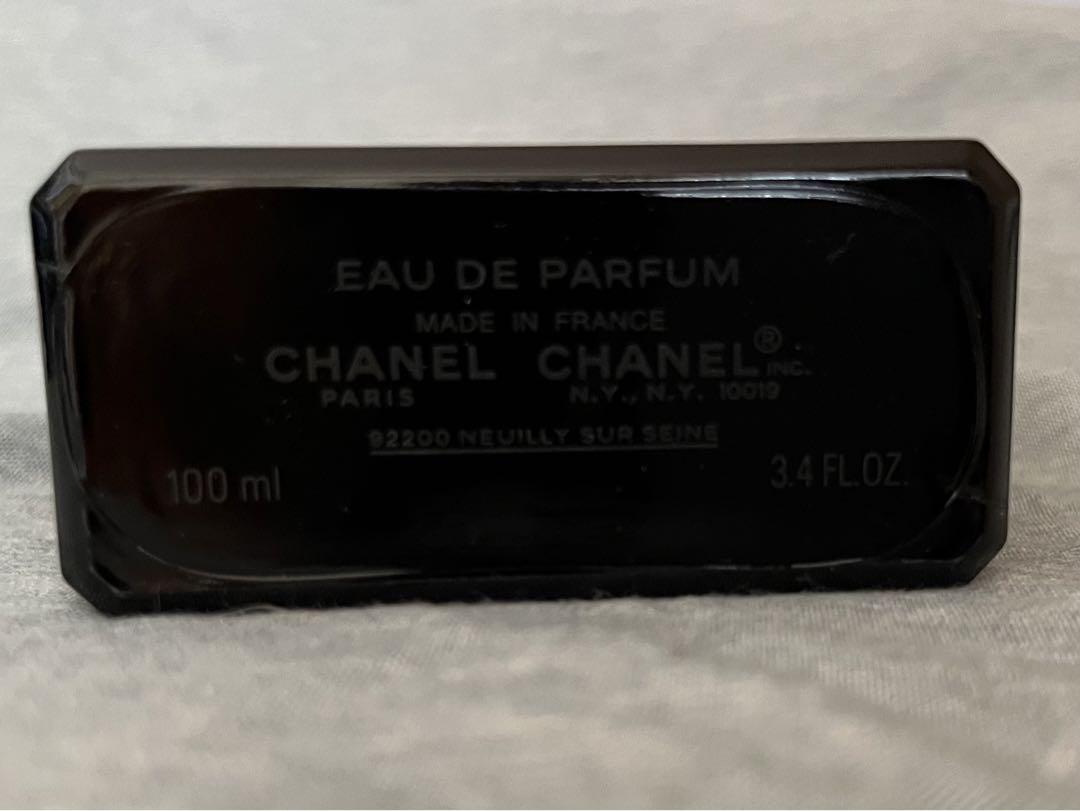 EAU DE PARFUM
MADE IN FRANCE
CHANEL CHANEL® INC.
PARIS N.Y., N.Y. 10019
92200 NEUILLY SUR SEINE
100 ml 3.4 FL.OZ.